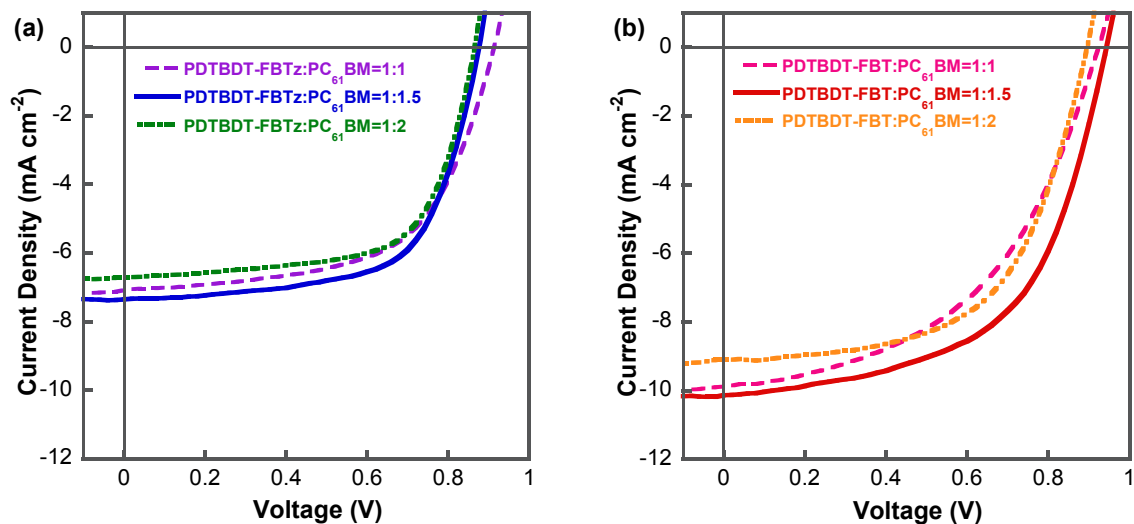 (a)
PDTBDT-FBTz:PC₆₁BM=1:1
PDTBDT-FBTz:PC₆₁BM=1:1.5
PDTBDT-FBTz:PC₆₁BM=1:2
Current Density (mA cm⁻²)
0
-2
-4
-6
-8
-10
-12
0 0.2 0.4 0.6 0.8 1
Voltage (V)
(b)
PDTBDT-FBT:PC₆₁BM=1:1
PDTBDT-FBT:PC₆₁BM=1:1.5
PDTBDT-FBT:PC₆₁BM=1:2
Current Density (mA cm⁻²)
0
-2
-4
-6
-8
-10
-12
0 0.2 0.4 0.6 0.8 1
Voltage (V)